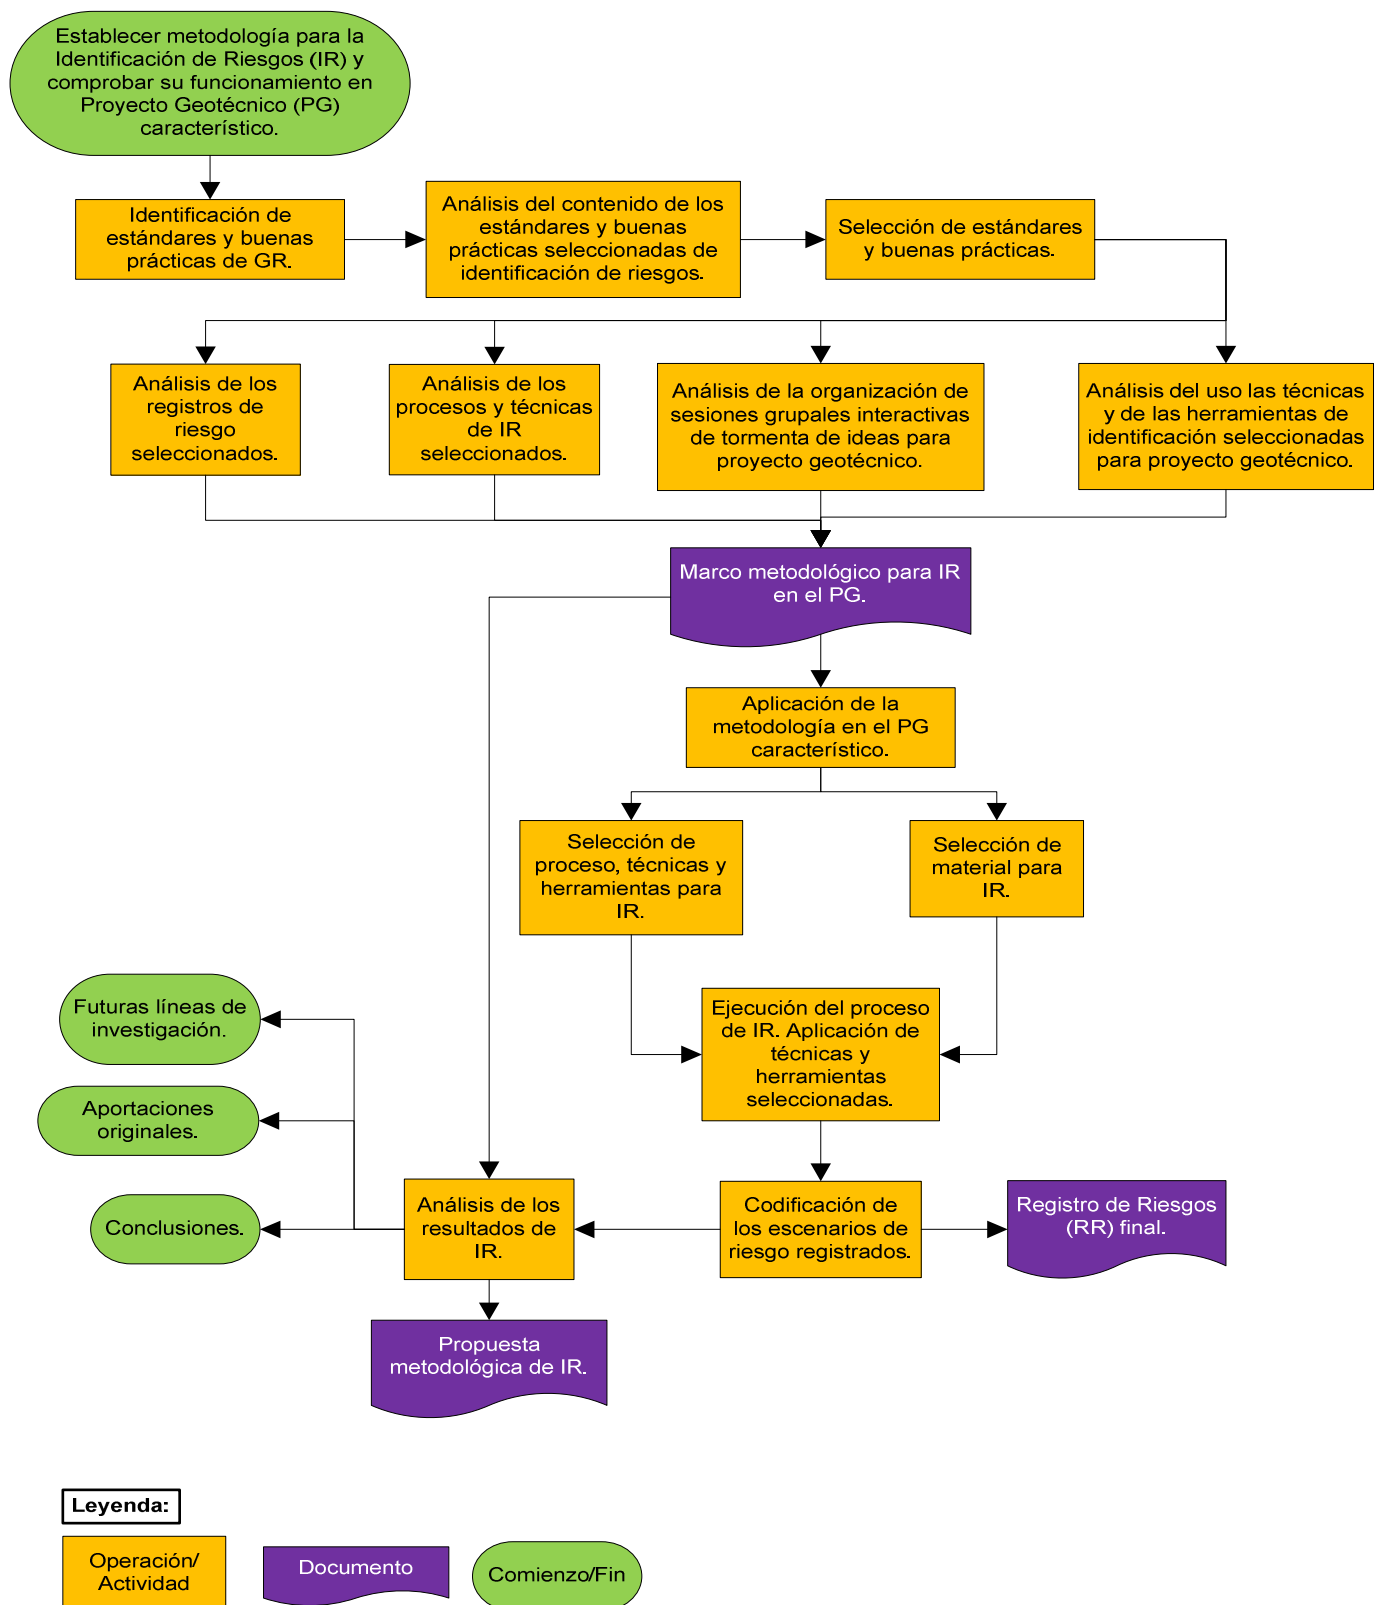 Establecer metodología para la
Identificación de Riesgos (IR) y
comprobar su funcionamiento en
Proyecto Geotécnico (PG)
característico.
Identificación de
estándares y buenas
prácticas de GR.
Análisis del contenido de los
estándares y buenas
prácticas seleccionadas de
identificación de riesgos.
Selección de estándares
y buenas prácticas.
Análisis de los
registros de
riesgo
seleccionados.
Análisis de los
procesos y técnicas
de IR
seleccionados.
Análisis de la organización de
sesiones grupales interactivas
de tormenta de ideas para
proyecto geotécnico.
Análisis del uso las técnicas
y de las herramientas de
identificación seleccionadas
para proyecto geotécnico.
Marco metodológico para IR
en el PG.
Aplicación de la
metodología en el PG
característico.
Selección de
proceso, técnicas y
herramientas para
IR.
Selección de
material para
IR.
Ejecución del proceso
de IR. Aplicación de
técnicas y
herramientas
seleccionadas.
Futuras líneas de
investigación.
Aportaciones
originales.
Conclusiones.
Análisis de los
resultados de
IR.
Codificación de
los escenarios de
riesgo registrados.
Registro de Riesgos
(RR) final.
Propuesta
metodológica de IR.
Leyenda:
Operación/
Actividad
Documento
Comienzo/Fin